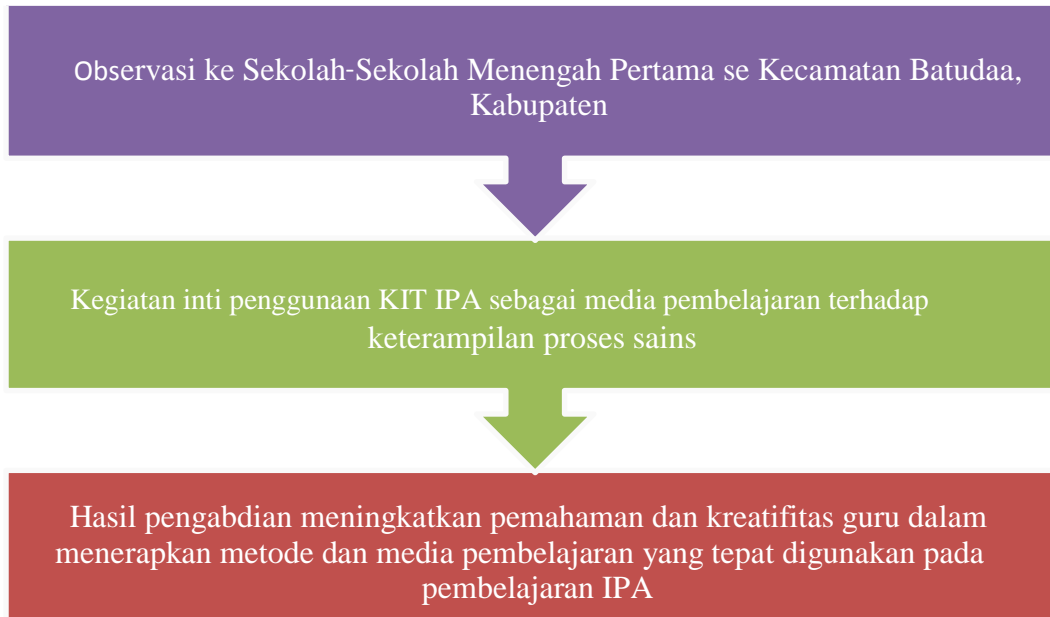 Observasi ke Sekolah-Sekolah Menengah Pertama se Kecamatan Batudaa,
Kabupaten
Kegiatan inti penggunaan KIT IPA sebagai media pembelajaran terhadap
keterampilan proses sains
Hasil pengabdian meningkatkan pemahaman dan kreatifitas guru dalam
menerapkan metode dan media pembelajaran yang tepat digunakan pada
pembelajaran IPA